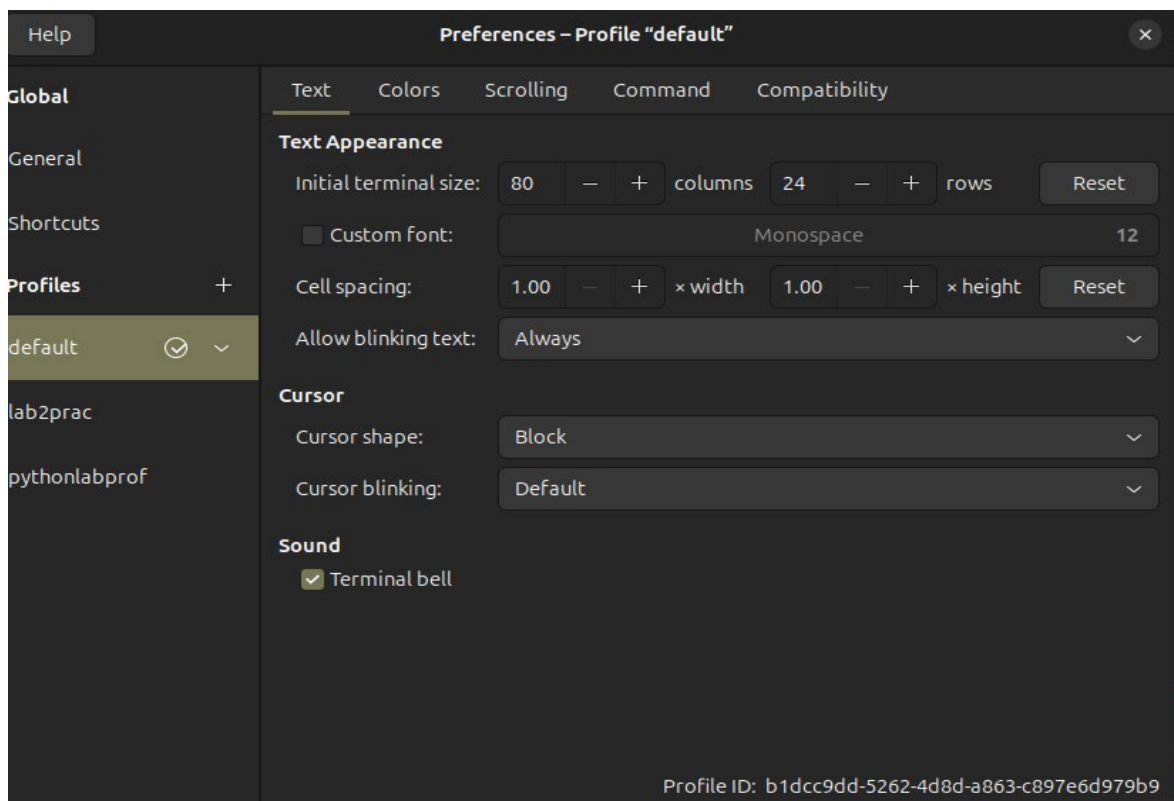 Help
Preferences – Profile “default”
Global
General
Shortcuts
Profiles
default
lab2prac
pythonlabprof
Text Colors Scrolling Command Compatibility
Text Appearance
Initial terminal size: 80 − + columns 24 − + rows Reset
Custom font: Monospace 12
Cell spacing: 1.00 − + × width 1.00 − + × height Reset
Allow blinking text: Always
Cursor
Cursor shape: Block
Cursor blinking: Default
Sound
Terminal bell
Profile ID: b1dcc9dd-5262-4d8d-a863-c897e6d979b9